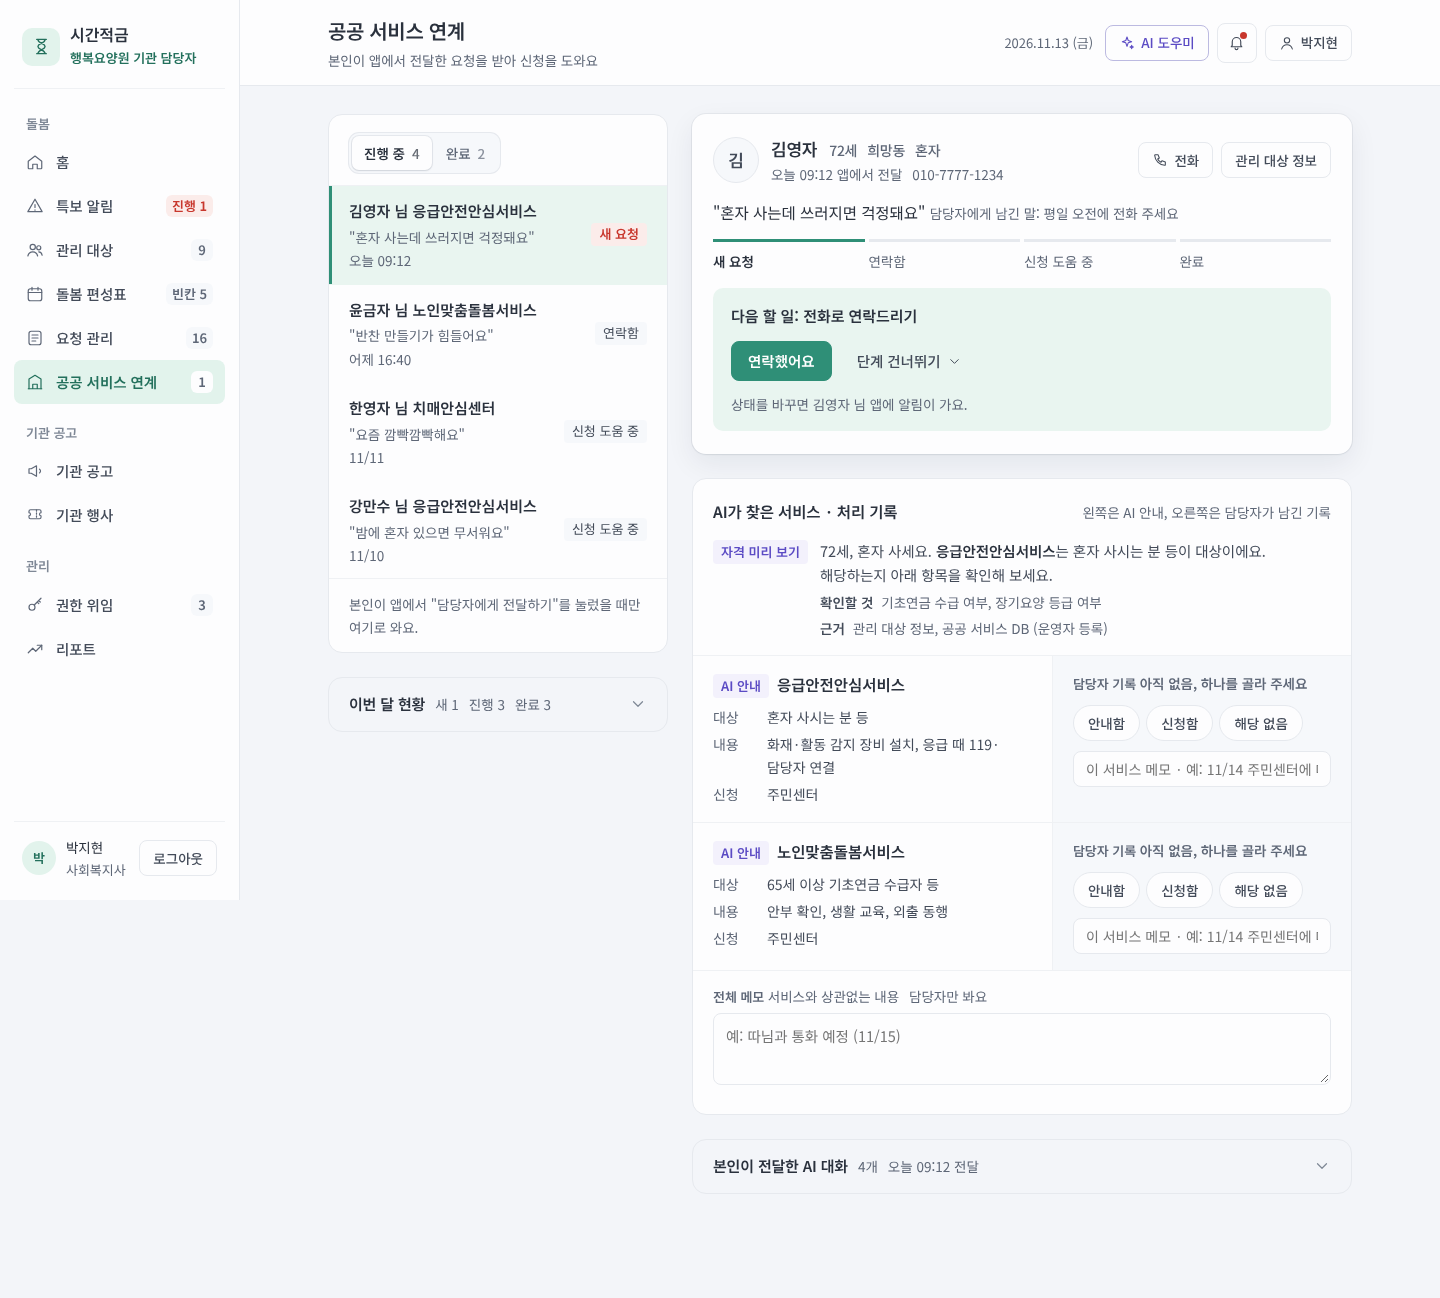 시간적금
행복요양원 기관 담당자
돌봄
홈
특보 알림 진행 1
관리 대상 9
돌봄 편성표 빈칸 5
요청 관리 16
공공 서비스 연계 1
기관 공고
기관 공고
기관 행사
관리
권한 위임 3
리포트
박
박지현
사회복지사
로그아웃
공공 서비스 연계
본인이 앱에서 전달한 요청을 받아 신청을 도와요
2026.11.13 (금)
AI 도우미
박지현
진행 중 4
완료 2
김영자 님 응급안전안심서비스
"혼자 사는데 쓰러지면 걱정돼요"
오늘 09:12
새 요청
윤금자 님 노인맞춤돌봄서비스
"반찬 만들기가 힘들어요"
어제 16:40
연락함
한영자 님 치매안심센터
"요즘 깜빡깜빡해요"
11/11
신청 도움 중
강만수 님 응급안전안심서비스
"밤에 혼자 있으면 무서워요"
11/10
신청 도움 중
본인이 앱에서 "담당자에게 전달하기"를 눌렀을 때만
여기로 와요.
이번 달 현황 새 1 진행 3 완료 3
김
김영자 72세 희망동 혼자
오늘 09:12 앱에서 전달 010-7777-1234
전화
관리 대상 정보
"혼자 사는데 쓰러지면 걱정돼요" 담당자에게 남긴 말: 평일 오전에 전화 주세요
새 요청
연락함
신청 도움 중
완료
다음 할 일: 전화로 연락드리기
연락했어요
단계 건너뛰기
상태를 바꾸면 김영자 님 앱에 알림이 가요.
AI가 찾은 서비스 · 처리 기록
왼쪽은 AI 안내, 오른쪽은 담당자가 남긴 기록
자격 미리 보기
72세, 혼자 사세요. 응급안전안심서비스는 혼자 사시는 분 등이 대상이에요.
해당하는지 아래 항목을 확인해 보세요.
확인할 것 기초연금 수급 여부, 장기요양 등급 여부
근거 관리 대상 정보, 공공 서비스 DB (운영자 등록)
AI 안내 응급안전안심서비스
대상 혼자 사시는 분 등
내용 화재·활동 감지 장비 설치, 응급 때 119·
담당자 연결
신청 주민센터
담당자 기록 아직 없음, 하나를 골라 주세요
안내함
신청함
해당 없음
이 서비스 메모 · 예: 11/14 주민센터에
AI 안내 노인맞춤돌봄서비스
대상 65세 이상 기초연금 수급자 등
내용 안부 확인, 생활 교육, 외출 동행
신청 주민센터
담당자 기록 아직 없음, 하나를 골라 주세요
안내함
신청함
해당 없음
이 서비스 메모 · 예: 11/14 주민센터에
전체 메모 서비스와 상관없는 내용 담당자만 봐요
예: 따님과 통화 예정 (11/15)
본인이 전달한 AI 대화 4개 오늘 09:12 전달